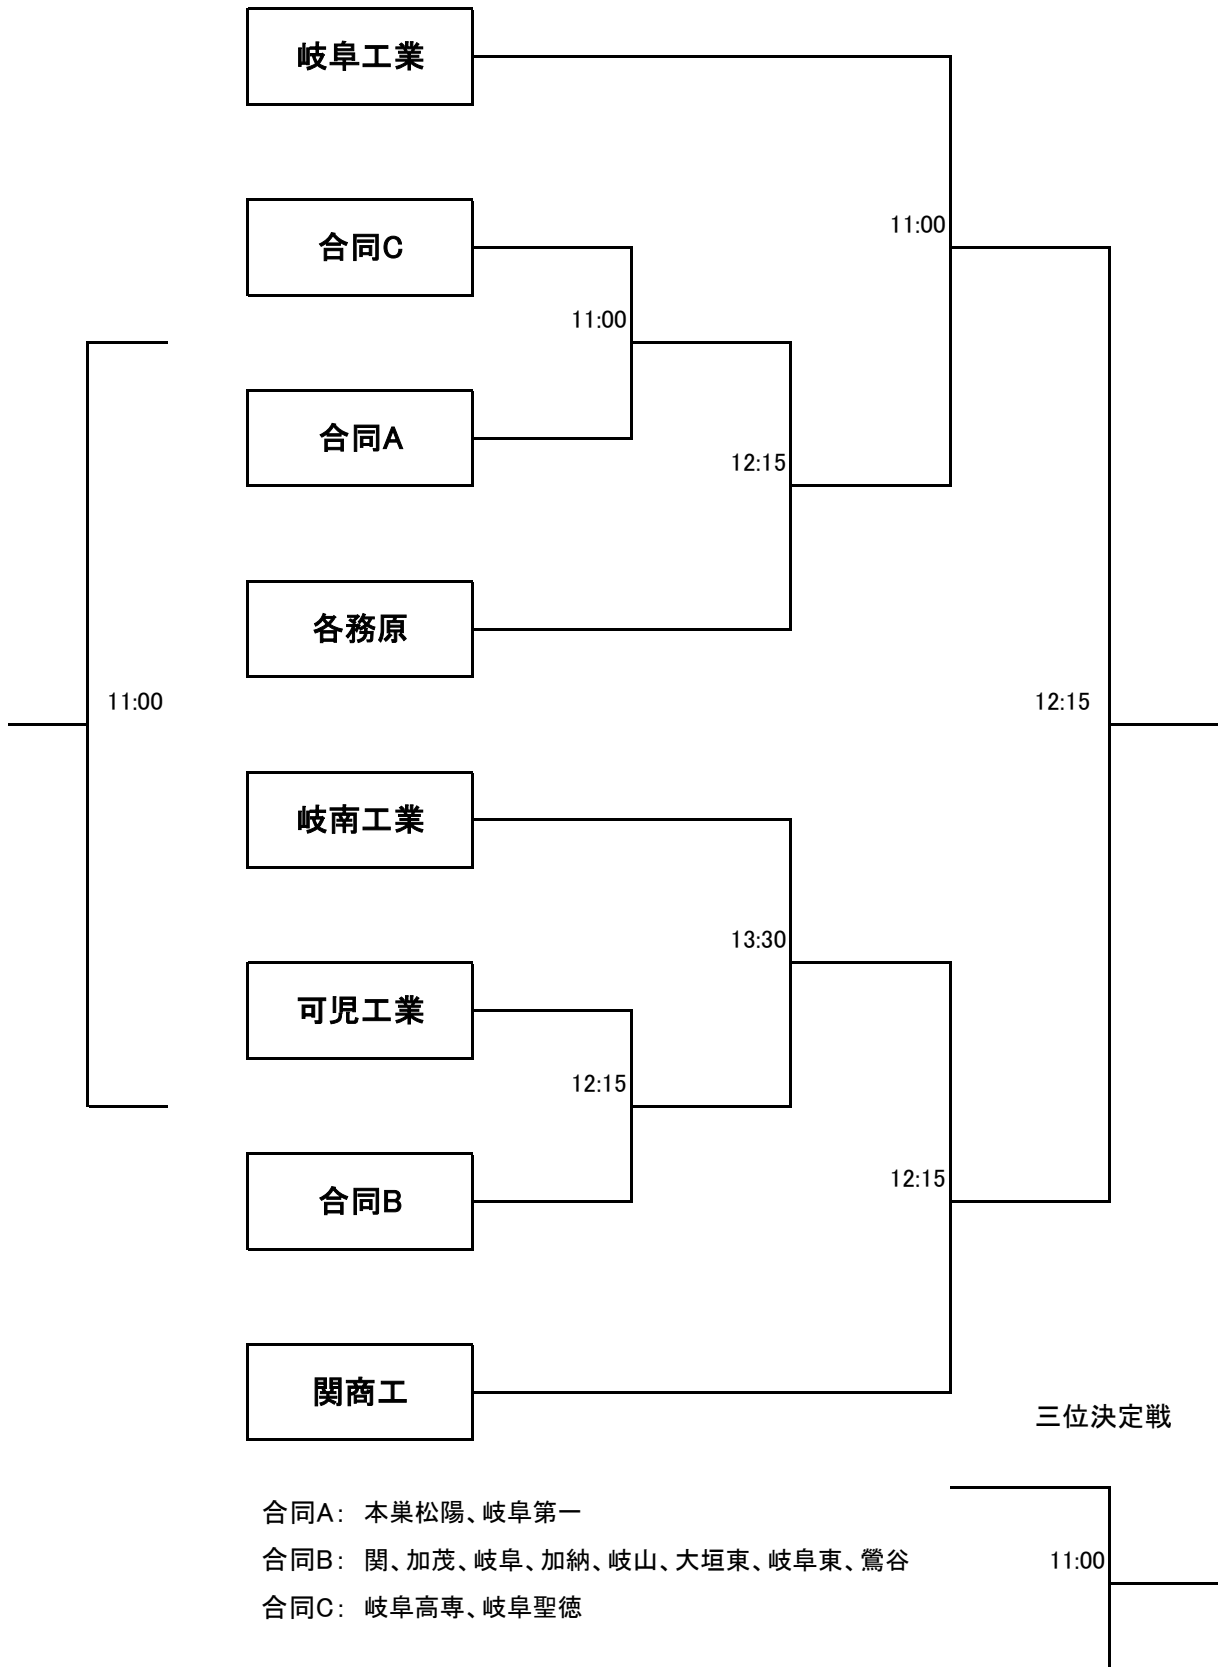 岐阜工業
11:00
合同C
11:00
合同A
12:15
各務原
11:00
12:15
岐南工業
13:30
可児工業
12:15
12:15
合同B
関商工
三位決定戦
合同A： 本巣松陽、岐阜第一
合同B： 関、加茂、岐阜、加納、岐山、大垣東、岐阜東、鶯谷
11:00
合同C： 岐阜高専、岐阜聖徳